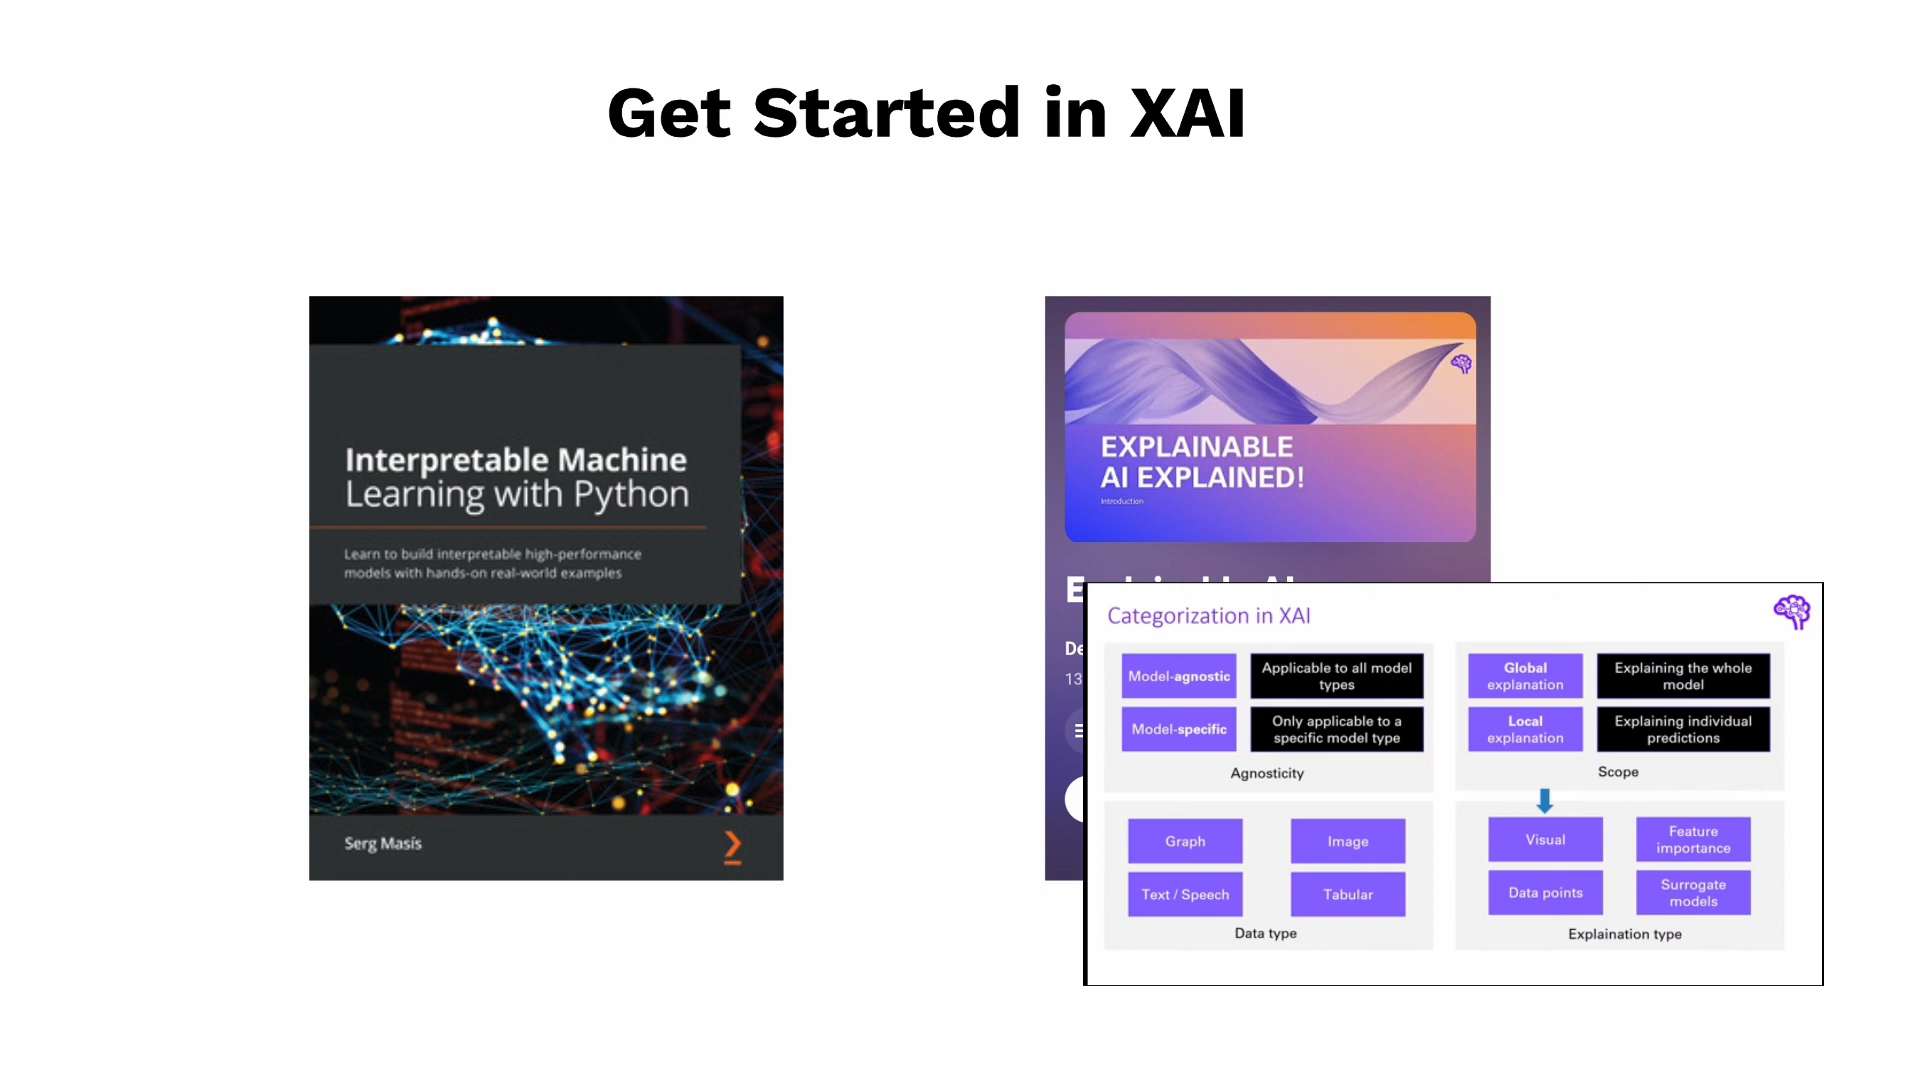 Get Started in XAI
Interpretable Machine
Learning with Python
Learn to build interpretable high-performance
models with hands-on real-world examples
Serg Masís
EXPLAINABLE
AI EXPLAINED!
Introduction
De
13
Categorization in XAI
Model-agnostic
Applicable to all model
types
Model-specific
Only applicable to a
specific model type
Agnosticity
Global
explanation
Explaining the whole
model
Local
explanation
Explaining individual
predictions
Scope
Graph
Image
Text / Speech
Tabular
Data type
Visual
Feature
importance
Data points
Surrogate
models
Explaination type